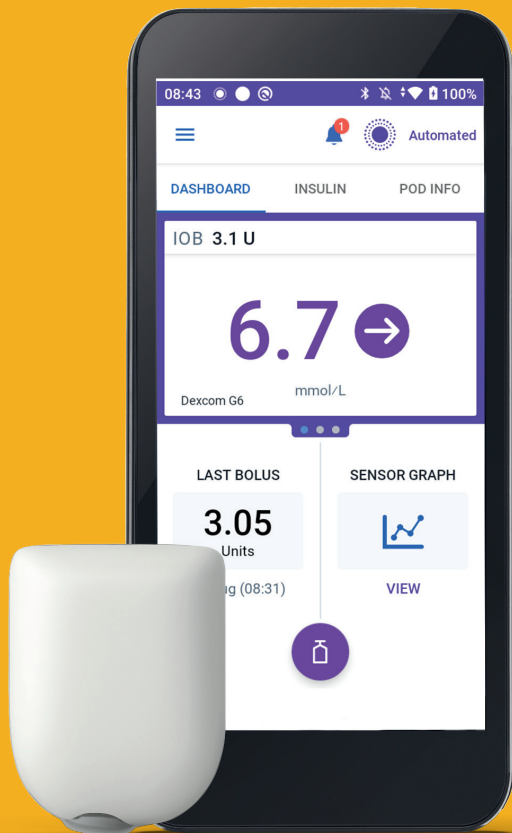 08:43 100%
1 Automated
DASHBOARD INSULIN POD INFO
IOB 3.1 U
6.7
mmol/L
Dexcom G6
LAST BOLUS SENSOR GRAPH
3.05
Units
(08:31) VIEW